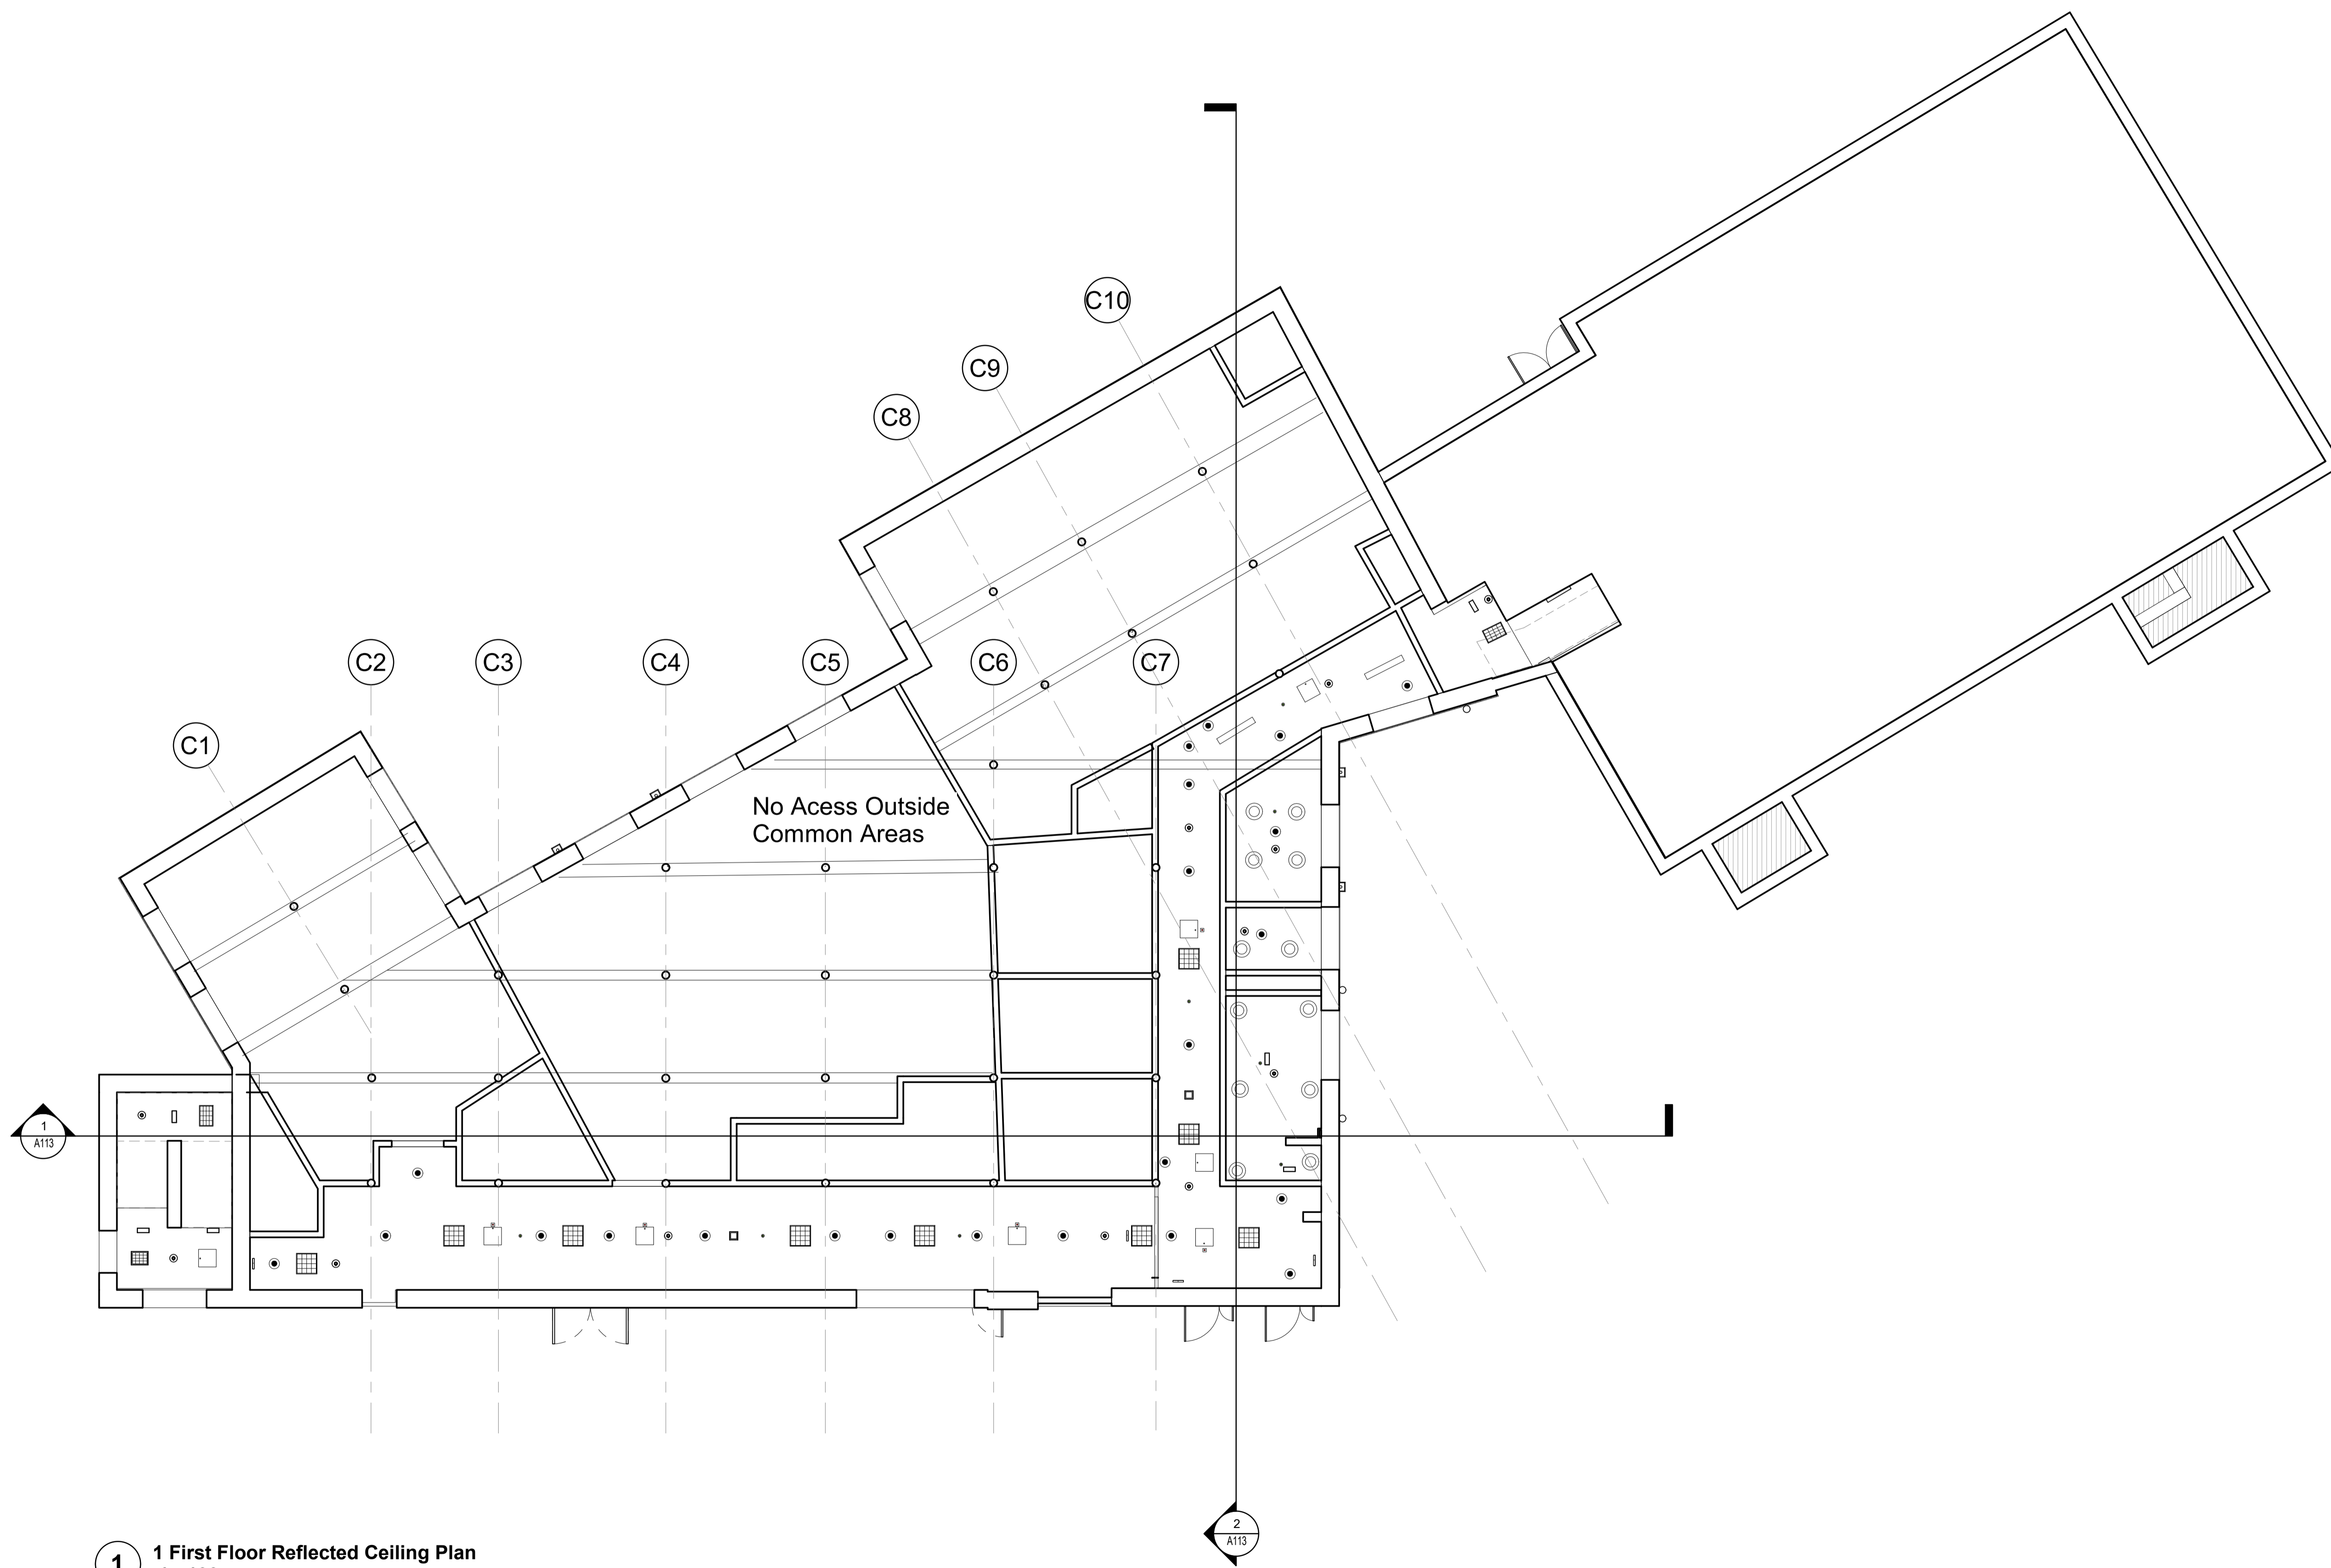 C10
C9
C8
C2
C3
C4
C5
C6
C7
C1
No Acess Outside
Common Areas
1
A113
2
A113
1
1 First Floor Reflected Ceiling Plan